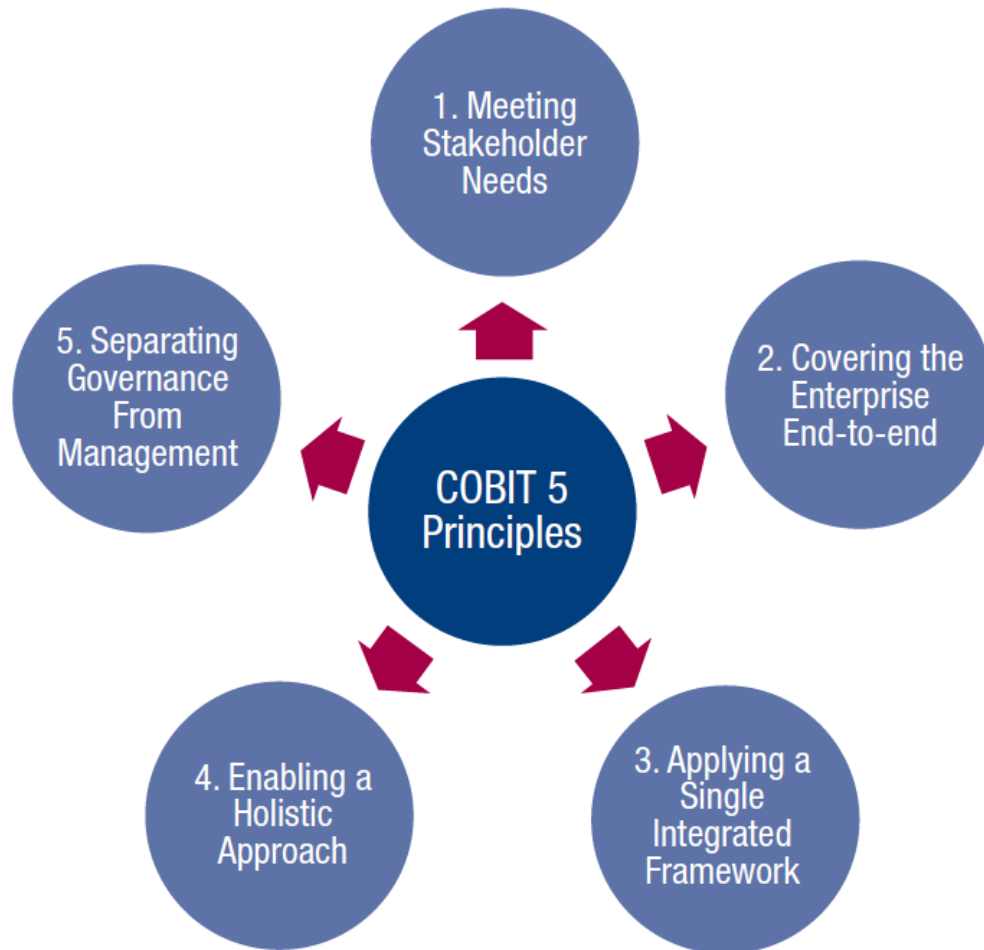 1. Meeting
Stakeholder
Needs
2. Covering the
Enterprise
End-to-end
3. Applying a
Single
Integrated
Framework
4. Enabling a
Holistic
Approach
5. Separating
Governance
From
Management
COBIT 5
Principles